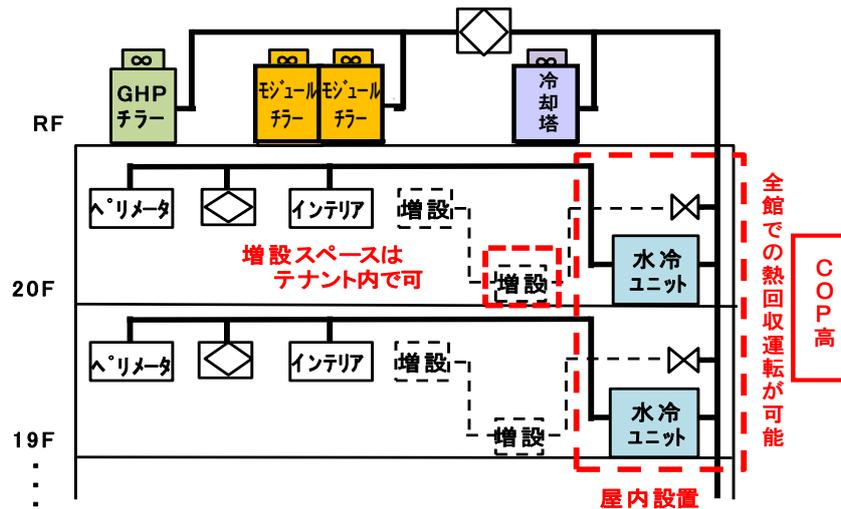 ∞
∞
∞
∞
GHP
チラー
モジュール
チラー
モジュール
チラー
冷却塔
RF
ペリメータ
インテリア
増設
増設スペースは
テナント内で可
増設
水冷
ユニット
20F
全館での熱回収運転が可能
COP高
ペリメータ
インテリア
増設
増設
水冷
ユニット
19F
屋内設置